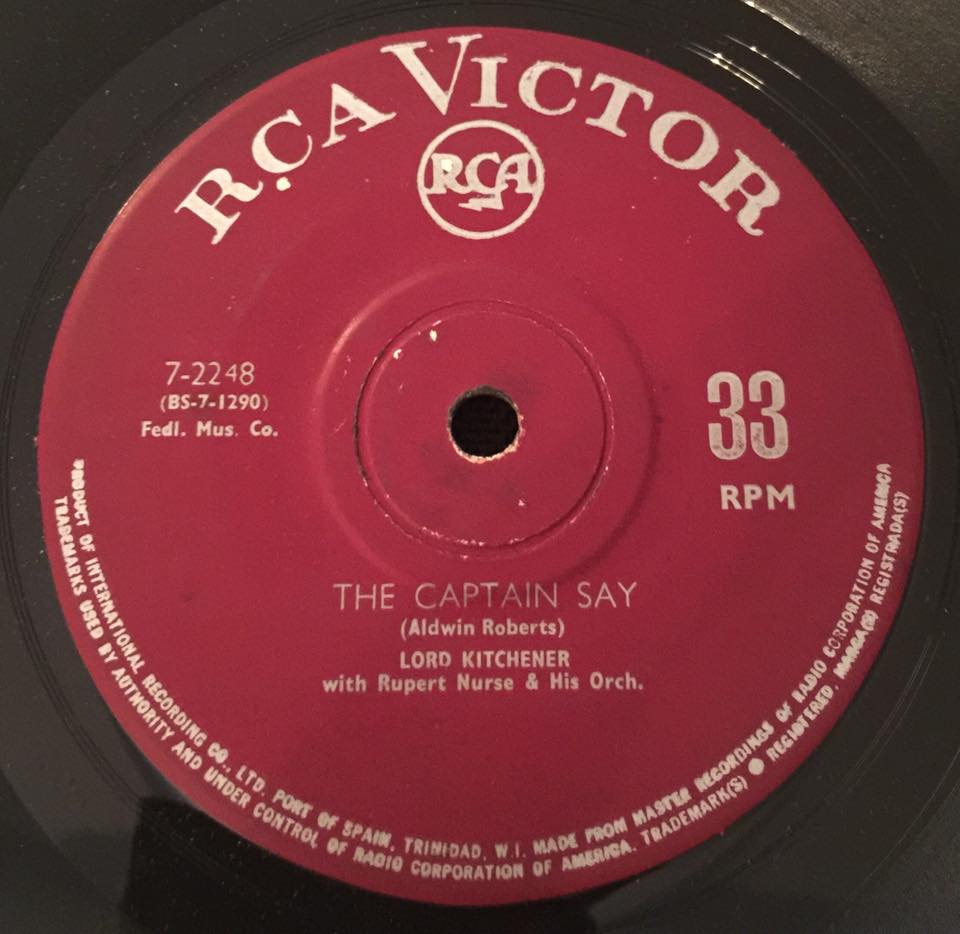 RCA VICTOR
RCA
7-2248
(BS-7-1290)
Fedl. Mus. Co.
33
RPM
THE CAPTAIN SAY
(Aldwin Roberts)
LORD KITCHENER
with Rupert Nurse & His Orch.
PRODUCT OF INTERNATIONAL RECORDING CO., LTD. PORT OF SPAIN, TRINIDAD, W.I. MADE FROM MASTER RECORDINGS OF RADIO CORPORATION OF AMERICA
TRADEMARKS USED BY AUTHORITY AND UNDER CONTROL OF RADIO CORPORATION OF AMERICA. TRADEMARK(S) ● REGISTERED. MARCA(S) REGISTRADA(S)